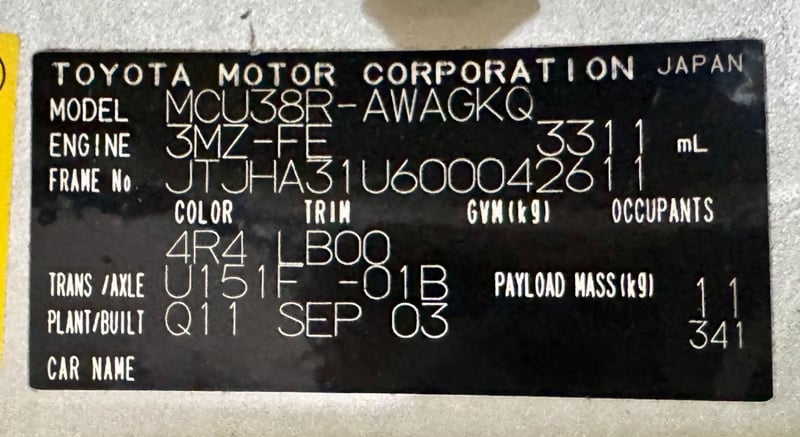 TOYOTA MOTOR CORPORATION JAPAN
MODEL MCU38R-AWAGKQ
ENGINE 3MZ-FE 3311 mL
FRAME No JTJHA31U600042611
COLOR TRIM GVM(kg) OCCUPANTS
4R4 LB00
TRANS/AXLE U151F -01B PAYLOAD MASS(kg) 11
PLANT/BUILT Q11 SEP 03 341
CAR NAME